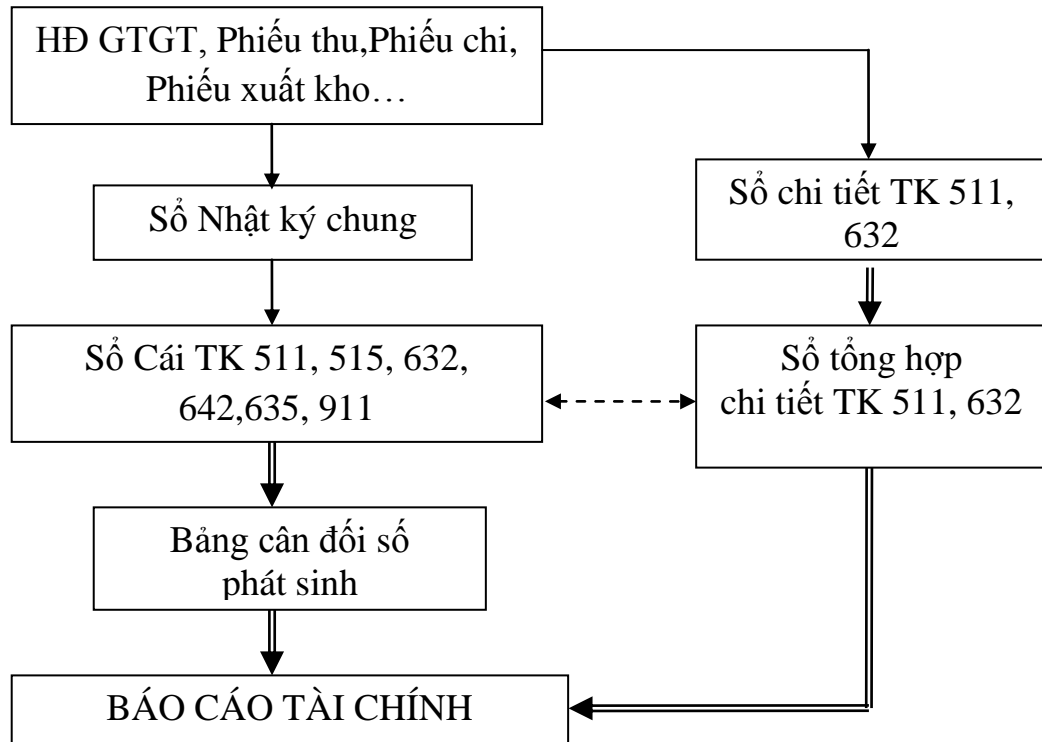 HĐ GTGT, Phiếu thu,Phiếu chi,
Phiếu xuất kho…
Sổ Nhật ký chung
Sổ chi tiết TK 511,
632
Sổ Cái TK 511, 515, 632,
642,635, 911
Sổ tổng hợp
chi tiết TK 511, 632
Bảng cân đối số
phát sinh
BÁO CÁO TÀI CHÍNH